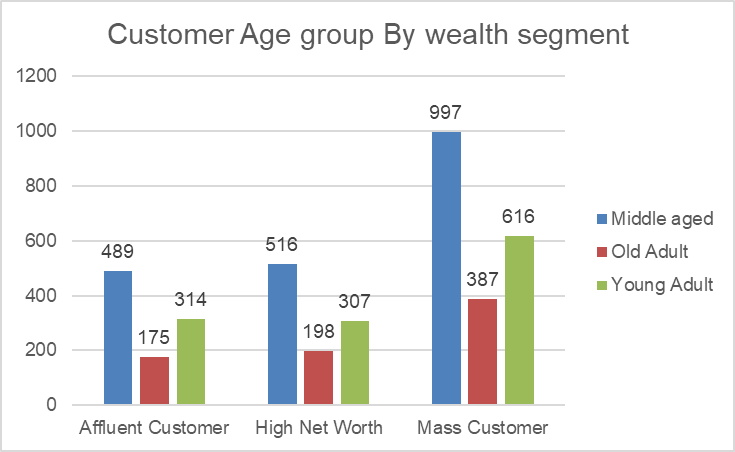 Customer Age group By wealth segment
1200
1000
800
600
400
200
0
489
175
314
516
198
307
997
387
616
Affluent Customer
High Net Worth
Mass Customer
Middle aged
Old Adult
Young Adult